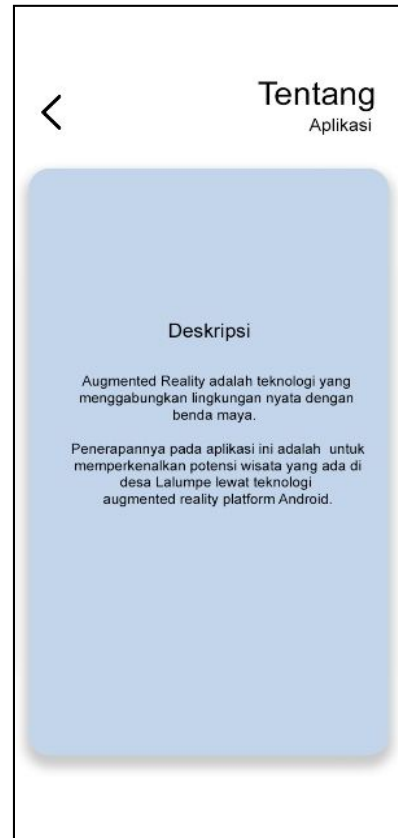 Tentang
Aplikasi
Deskripsi
Augmented Reality adalah teknologi yang
menggabungkan lingkungan nyata dengan
benda maya.
Penerapannya pada aplikasi ini adalah  untuk
memperkenalkan potensi wisata yang ada di
desa Lalumpe lewat teknologi
augmented reality platform Android.